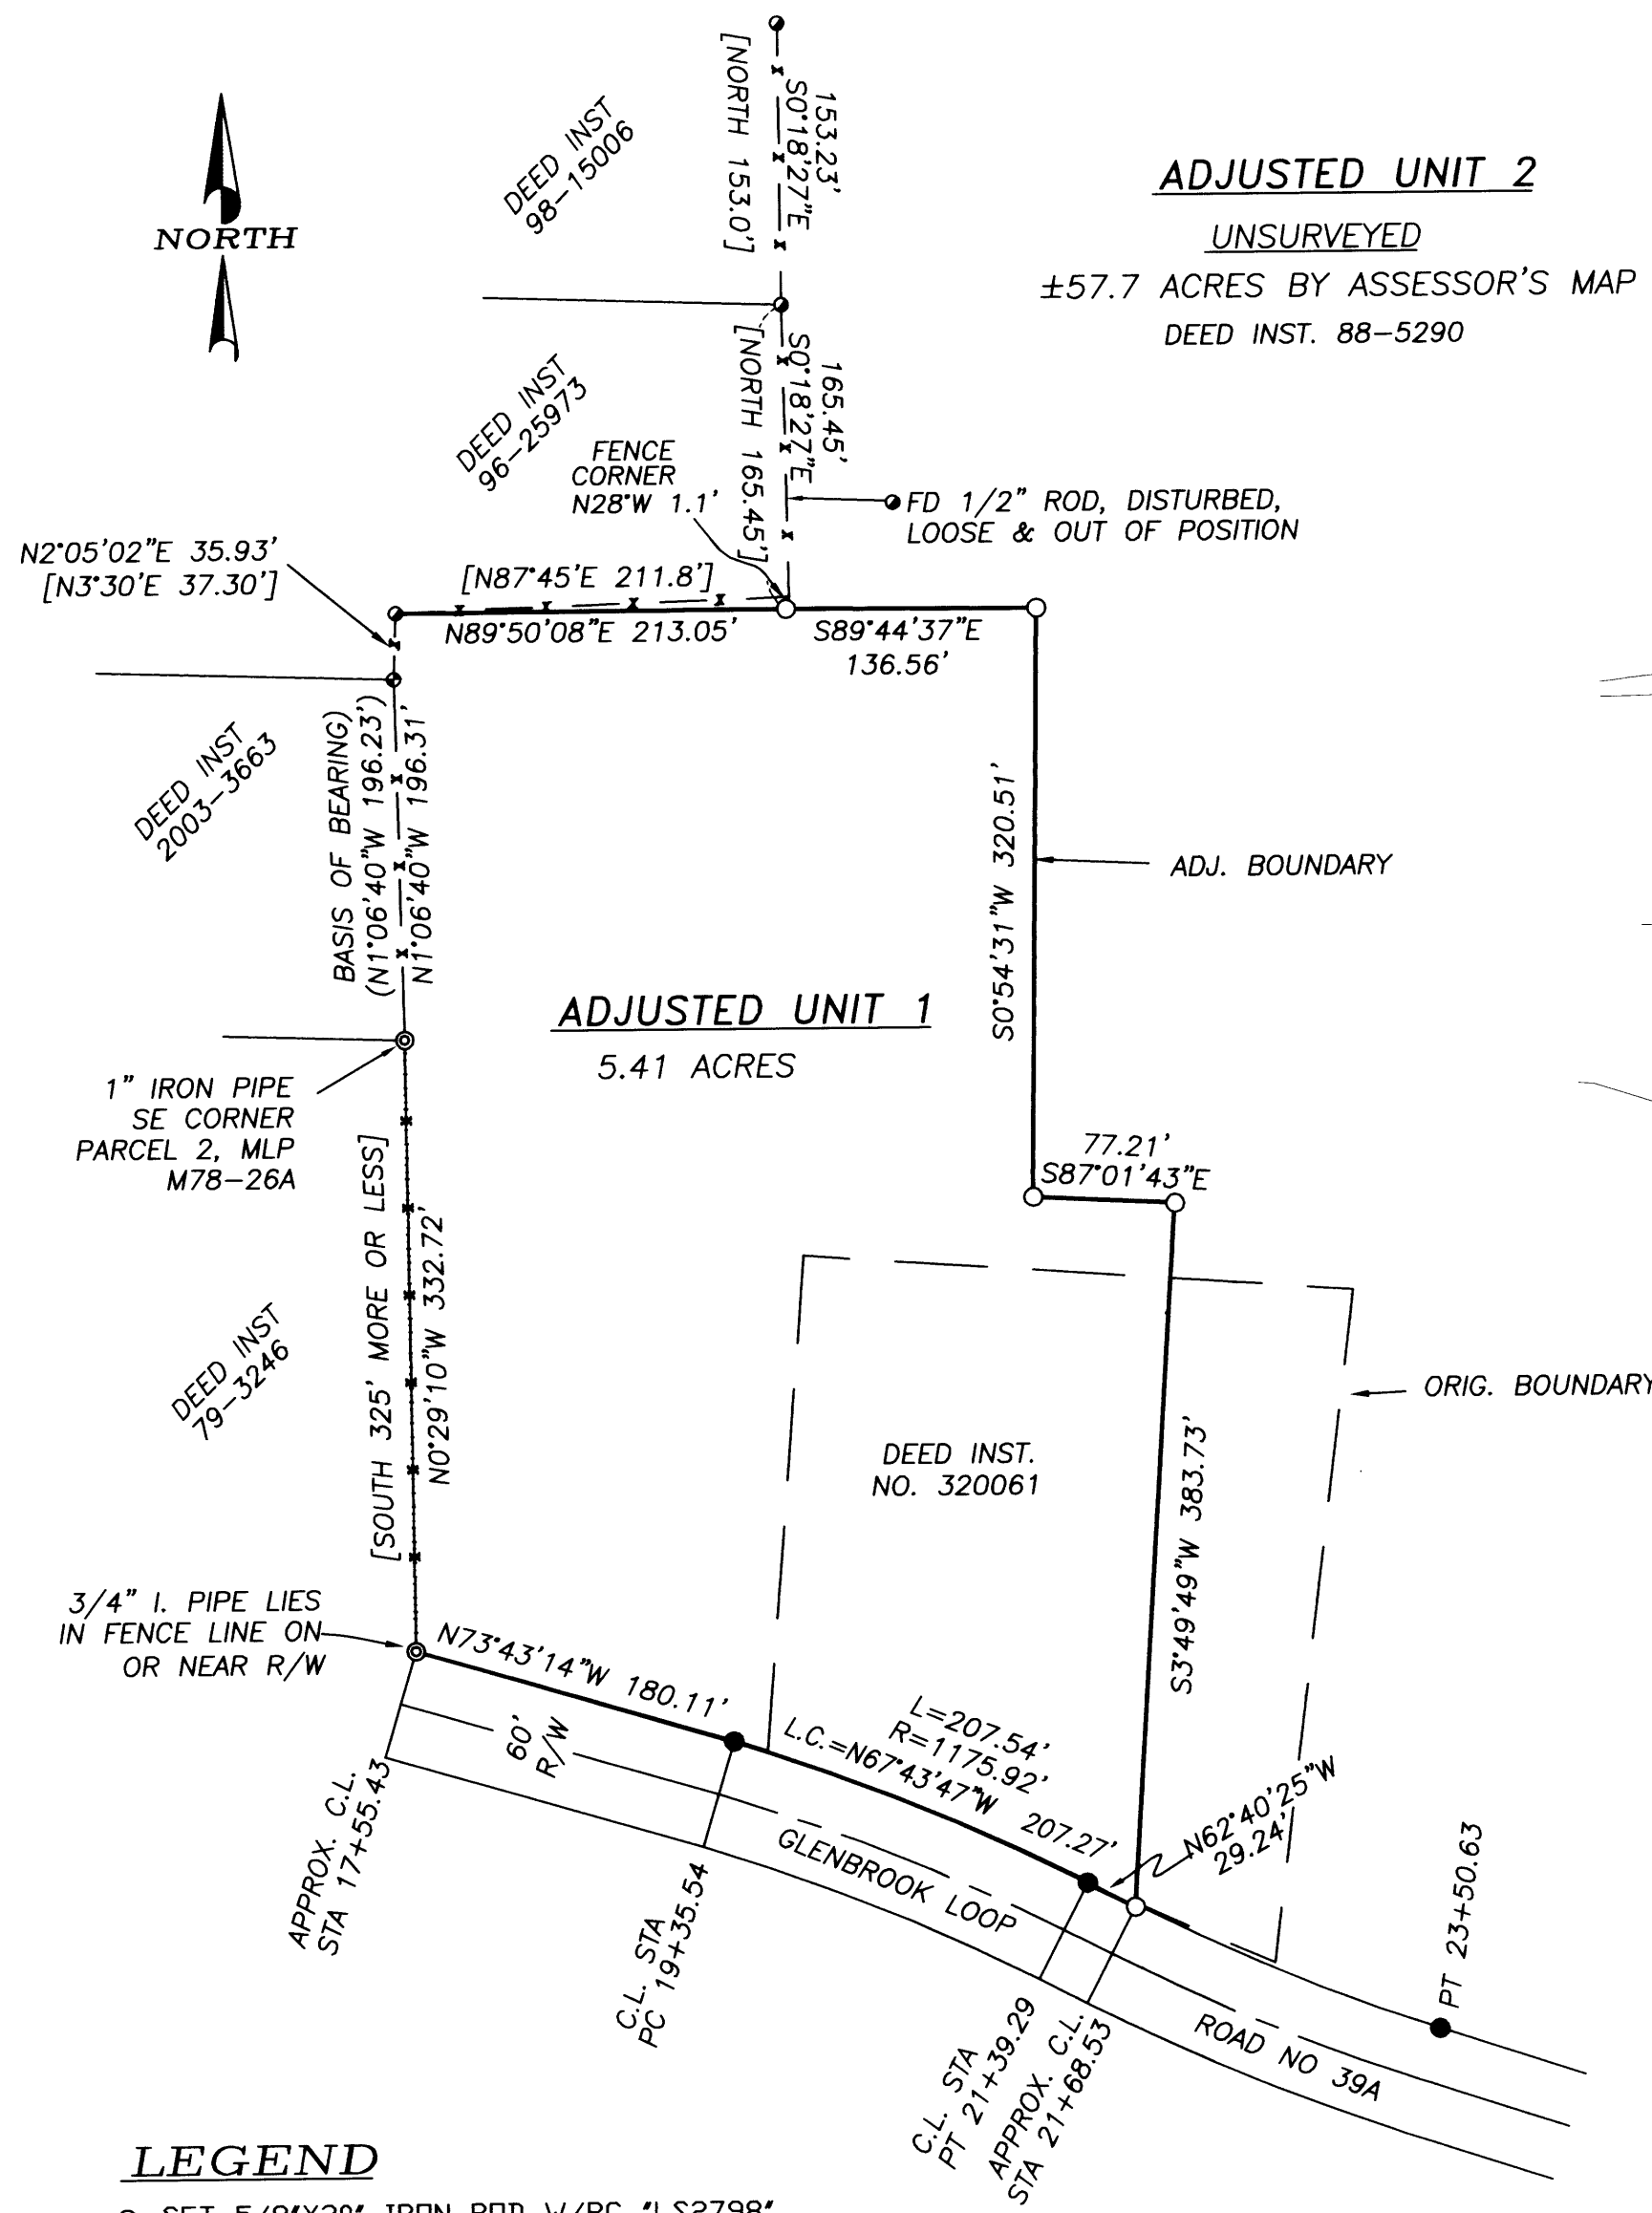 153.23'
S0°18'27"E
[NORTH 153.0']
DEED INST
98-15006
NORTH
ADJUSTED UNIT 2
UNSURVEYED
±57.7 ACRES BY ASSESSOR'S MAP
DEED INST. 88-5290
165.45'
S0°18'27"E
[NORTH 165.45']
DEED INST
96-25973
FENCE
CORNER
N28°W 1.1'
FD 1/2" ROD, DISTURBED,
LOOSE & OUT OF POSITION
N2°05'02"E 35.93'
[N3°30'E 37.30']
[N87°45'E 211.8']
N89°50'08"E 213.05'
S89°44'37"E
136.56'
DEED INST
2003-3663
BASIS OF BEARING)
(N1°06'40"W 196.23')
N1°06'40"W 196.31'
S0°54'31"W 320.51'
ADJ. BOUNDARY
ADJUSTED UNIT 1
5.41 ACRES
1" IRON PIPE
SE CORNER
PARCEL 2, MLP
M78-26A
77.21'
S87°01'43"E
[SOUTH 325' MORE OR LESS]
N0°29'10"W 332.72'
DEED INST
79-3246
ORIG. BOUNDARY
DEED INST.
NO. 320061
S3°49'49"W 383.73'
3/4" I. PIPE LIES
IN FENCE LINE ON
OR NEAR R/W
N73°43'14"W 180.11'
60'
R/W
L=207.54'
R=1175.92'
L.C.=N67°43'47"W 207.27'
N62°40'25"W
29.24'
GLENBROOK LOOP
ROAD NO 39A
APPROX. C.L.
STA 17+55.43
C.L. STA
PC 19+35.54
C.L. STA
PT 21+39.29
APPROX. C.L.
STA 21+68.53
PT 23+50.63
LEGEND
SET 5/8"X30" IRON ROD W/PC "LS2798"